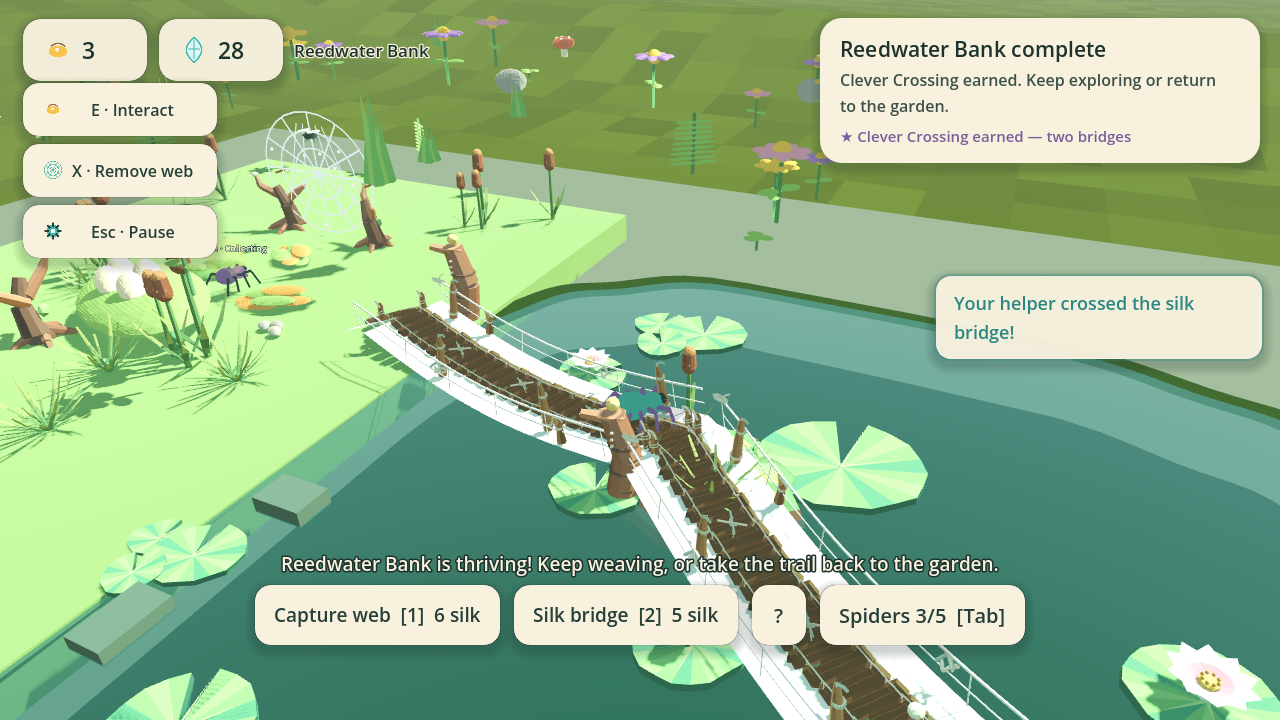 3
28
Reedwater Bank
E · Interact
X · Remove web
Esc · Pause
· Collecting
Reedwater Bank complete
Clever Crossing earned. Keep exploring or return
to the garden.
★ Clever Crossing earned — two bridges
Your helper crossed the silk
bridge!
Reedwater Bank is thriving! Keep weaving, or take the trail back to the garden.
Capture web [1] 6 silk
Silk bridge [2] 5 silk
?
Spiders 3/5 [Tab]